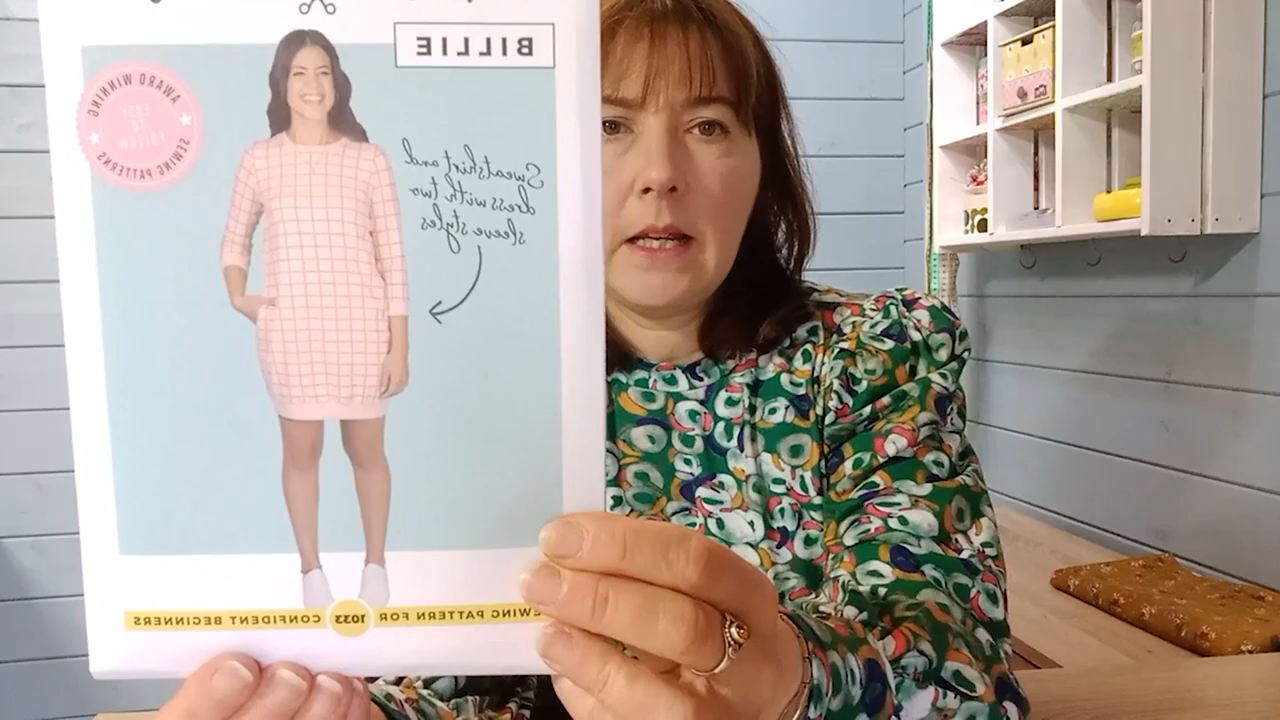 BILLIE
AWARD WINNING
EASY
TO
FOLLOW
SEWING PATTERNS
Sweatshirt and
dress with two
sleeve styles
EWING PATTERN FOR 1033 CONFIDENT BEGINNERS